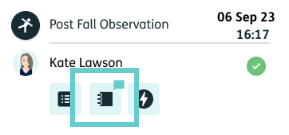 Post Fall Observation 06 Sep 23
16:17
Kate Lawson